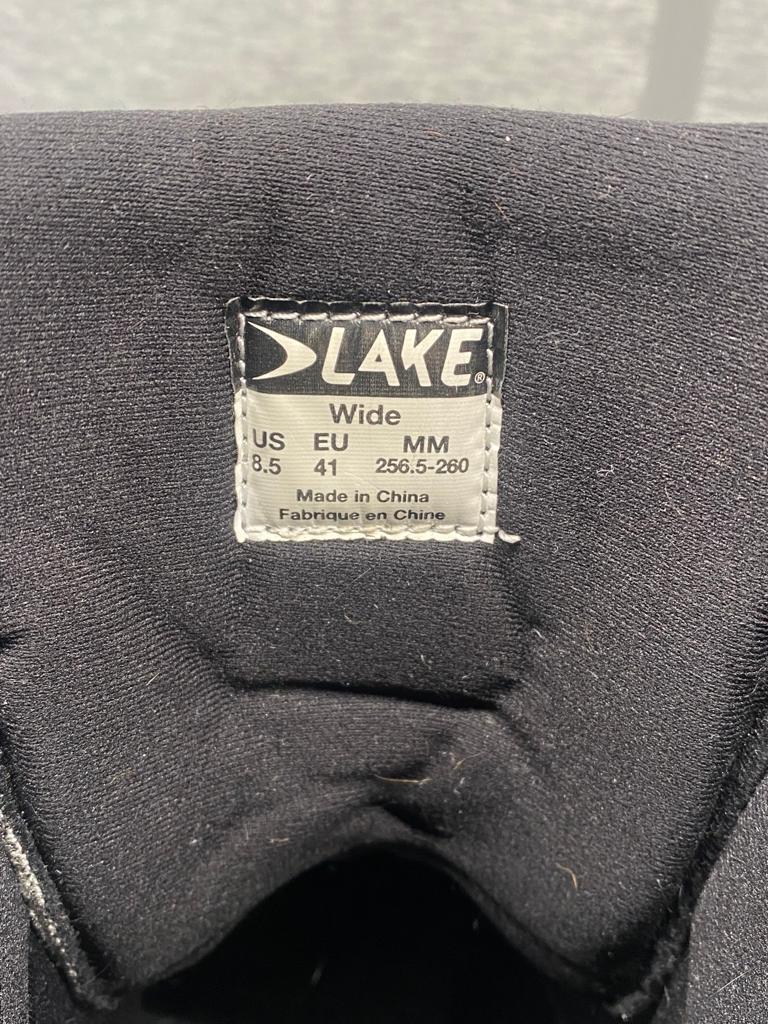 LAKE®
Wide
US EU MM
8.5 41 256.5-260
Made in China
Fabrique en Chine